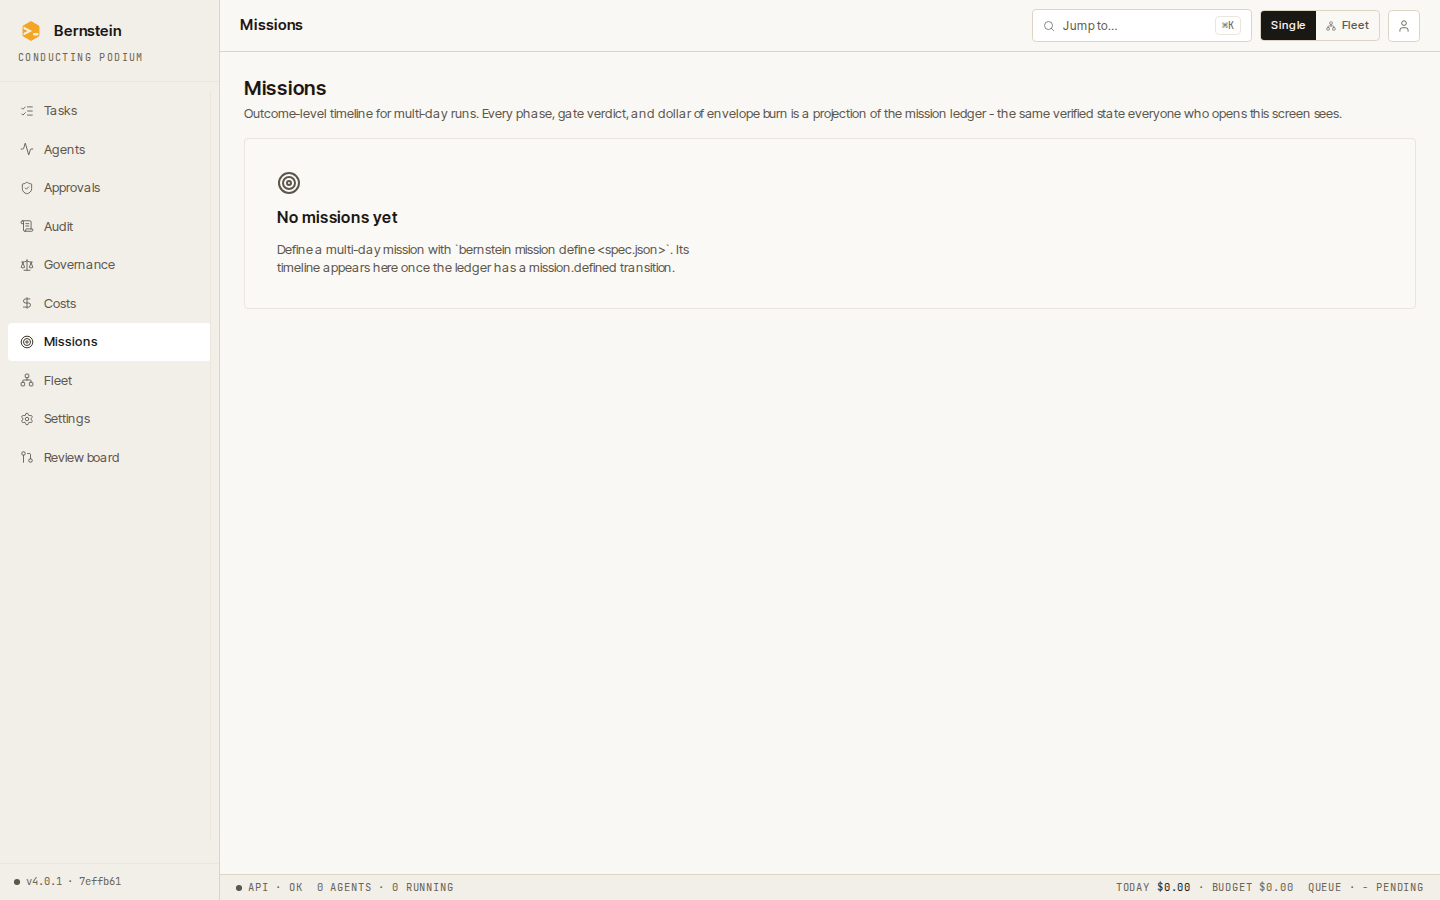 Bernstein
CONDUCTING PODIUM
Tasks
Agents
Approvals
Audit
Governance
Costs
Missions
Fleet
Settings
Review board
v4.0.1 · 7effb61
Missions
Jump to...
⌘K
Single
Fleet
Missions
Outcome-level timeline for multi-day runs. Every phase, gate verdict, and dollar of envelope burn is a projection of the mission ledger - the same verified state everyone who opens this screen sees.
No missions yet
Define a multi-day mission with `bernstein mission define <spec.json>`. Its
timeline appears here once the ledger has a mission.defined transition.
API · OK 0 AGENTS · 0 RUNNING
TODAY $0.00 · BUDGET $0.00 QUEUE · - PENDING